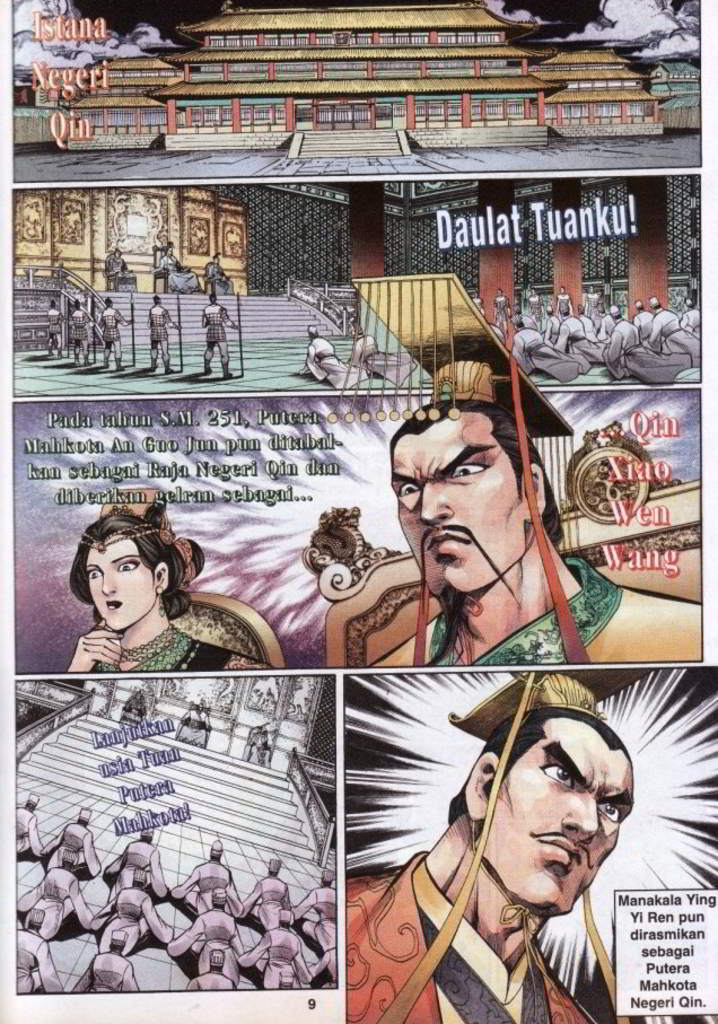 Istana
Negeri
Qin
Daulat Tuanku!
Pada tahun S.M. 251, Putera
Mahkota An Guo Jun pun ditabal-
kan sebagai Raja Negeri Qin dan
diberikan gelran sebagai...
... Qin
Xiao
Wen
Wang
Lanjutkan
usia Tuan
Putera
Mahkota!
Manakala Ying
Yi Ren pun
dirasmikan
sebagai
Putera
Mahkota
Negeri Qin.
9